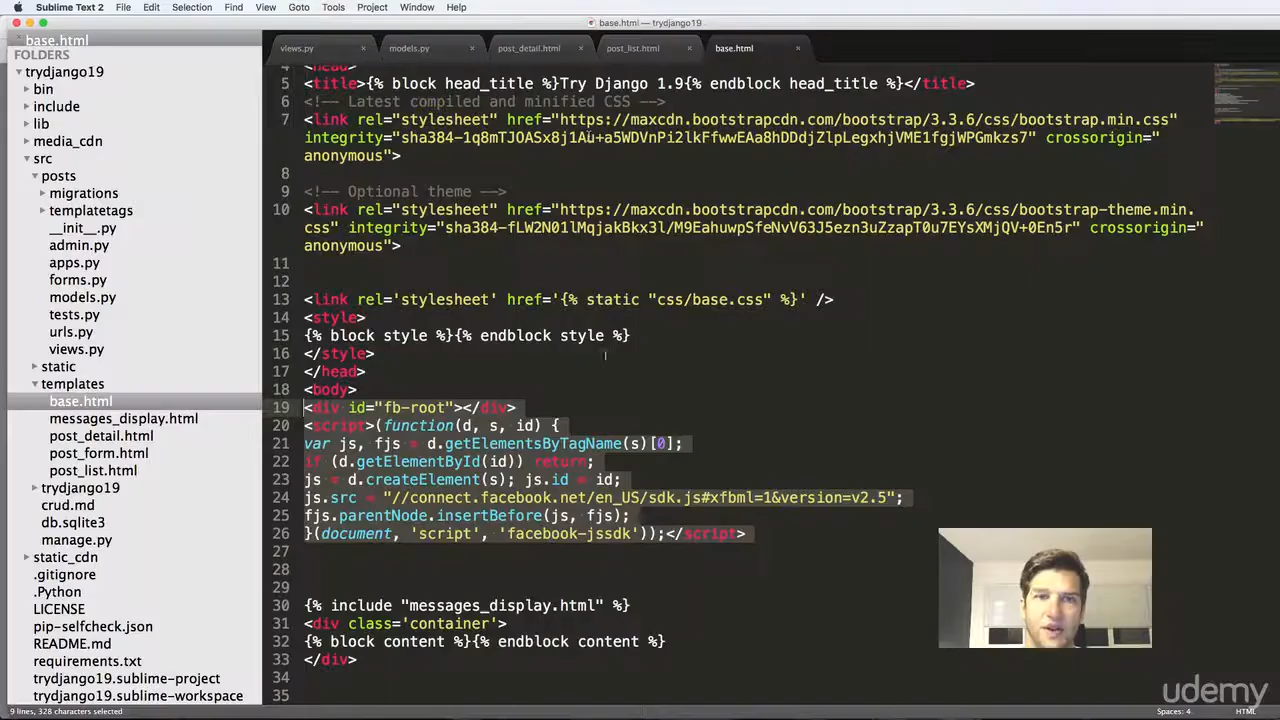 Sublime Text 2 File Edit Selection Find View Goto Tools Project Window Help
base.html — trydjango19
base.html
views.py
models.py
post_detail.html
post_list.html
base.html
FOLDERS
trydjango19
bin
include
lib
media_cdn
src
posts
migrations
templatetags
__init__.py
admin.py
apps.py
forms.py
models.py
tests.py
urls.py
views.py
static
templates
base.html
messages_display.html
post_detail.html
post_form.html
post_list.html
trydjango19
crud.md
db.sqlite3
manage.py
static_cdn
.gitignore
.Python
LICENSE
pip-selfcheck.json
README.md
requirements.txt
trydjango19.sublime-project
trydjango19.sublime-workspace
4 <head>
5 <title>{% block head_title %}Try Django 1.9{% endblock head_title %}</title>
6 <!-- Latest compiled and minified CSS -->
7 <link rel="stylesheet" href="https://maxcdn.bootstrapcdn.com/bootstrap/3.3.6/css/bootstrap.min.css"
integrity="sha384-1q8mTJOASx8j1Au+a5WDVnPi2lkFfwwEAa8hDDdjZlpLegxhjVME1fgjWPGmkzs7" crossorigin="
anonymous">
8
9 <!-- Optional theme -->
10 <link rel="stylesheet" href="https://maxcdn.bootstrapcdn.com/bootstrap/3.3.6/css/bootstrap-theme.min.
css" integrity="sha384-fLW2N01lMqjakBkx3l/M9EahuwpSfeNvV63J5ezn3uZzapT0u7EYsXMjQV+0En5r" crossorigin="
anonymous">
11
12
13 <link rel='stylesheet' href='{% static "css/base.css" %}' />
14 <style>
15 {% block style %}{% endblock style %}
16 </style>
17 </head>
18 <body>
19 <div id="fb-root"></div>
20 <script>(function(d, s, id) {
21 var js, fjs = d.getElementsByTagName(s)[0];
22 if (d.getElementById(id)) return;
23 js = d.createElement(s); js.id = id;
24 js.src = "//connect.facebook.net/en_US/sdk.js#xfbml=1&version=v2.5";
25 fjs.parentNode.insertBefore(js, fjs);
26 }(document, 'script', 'facebook-jssdk'));</script>
27
28
29
30 {% include "messages_display.html" %}
31 <div class='container'>
32 {% block content %}{% endblock content %}
33 </div>
34
35
udemy
9 lines, 328 characters selected
Spaces: 4
HTML